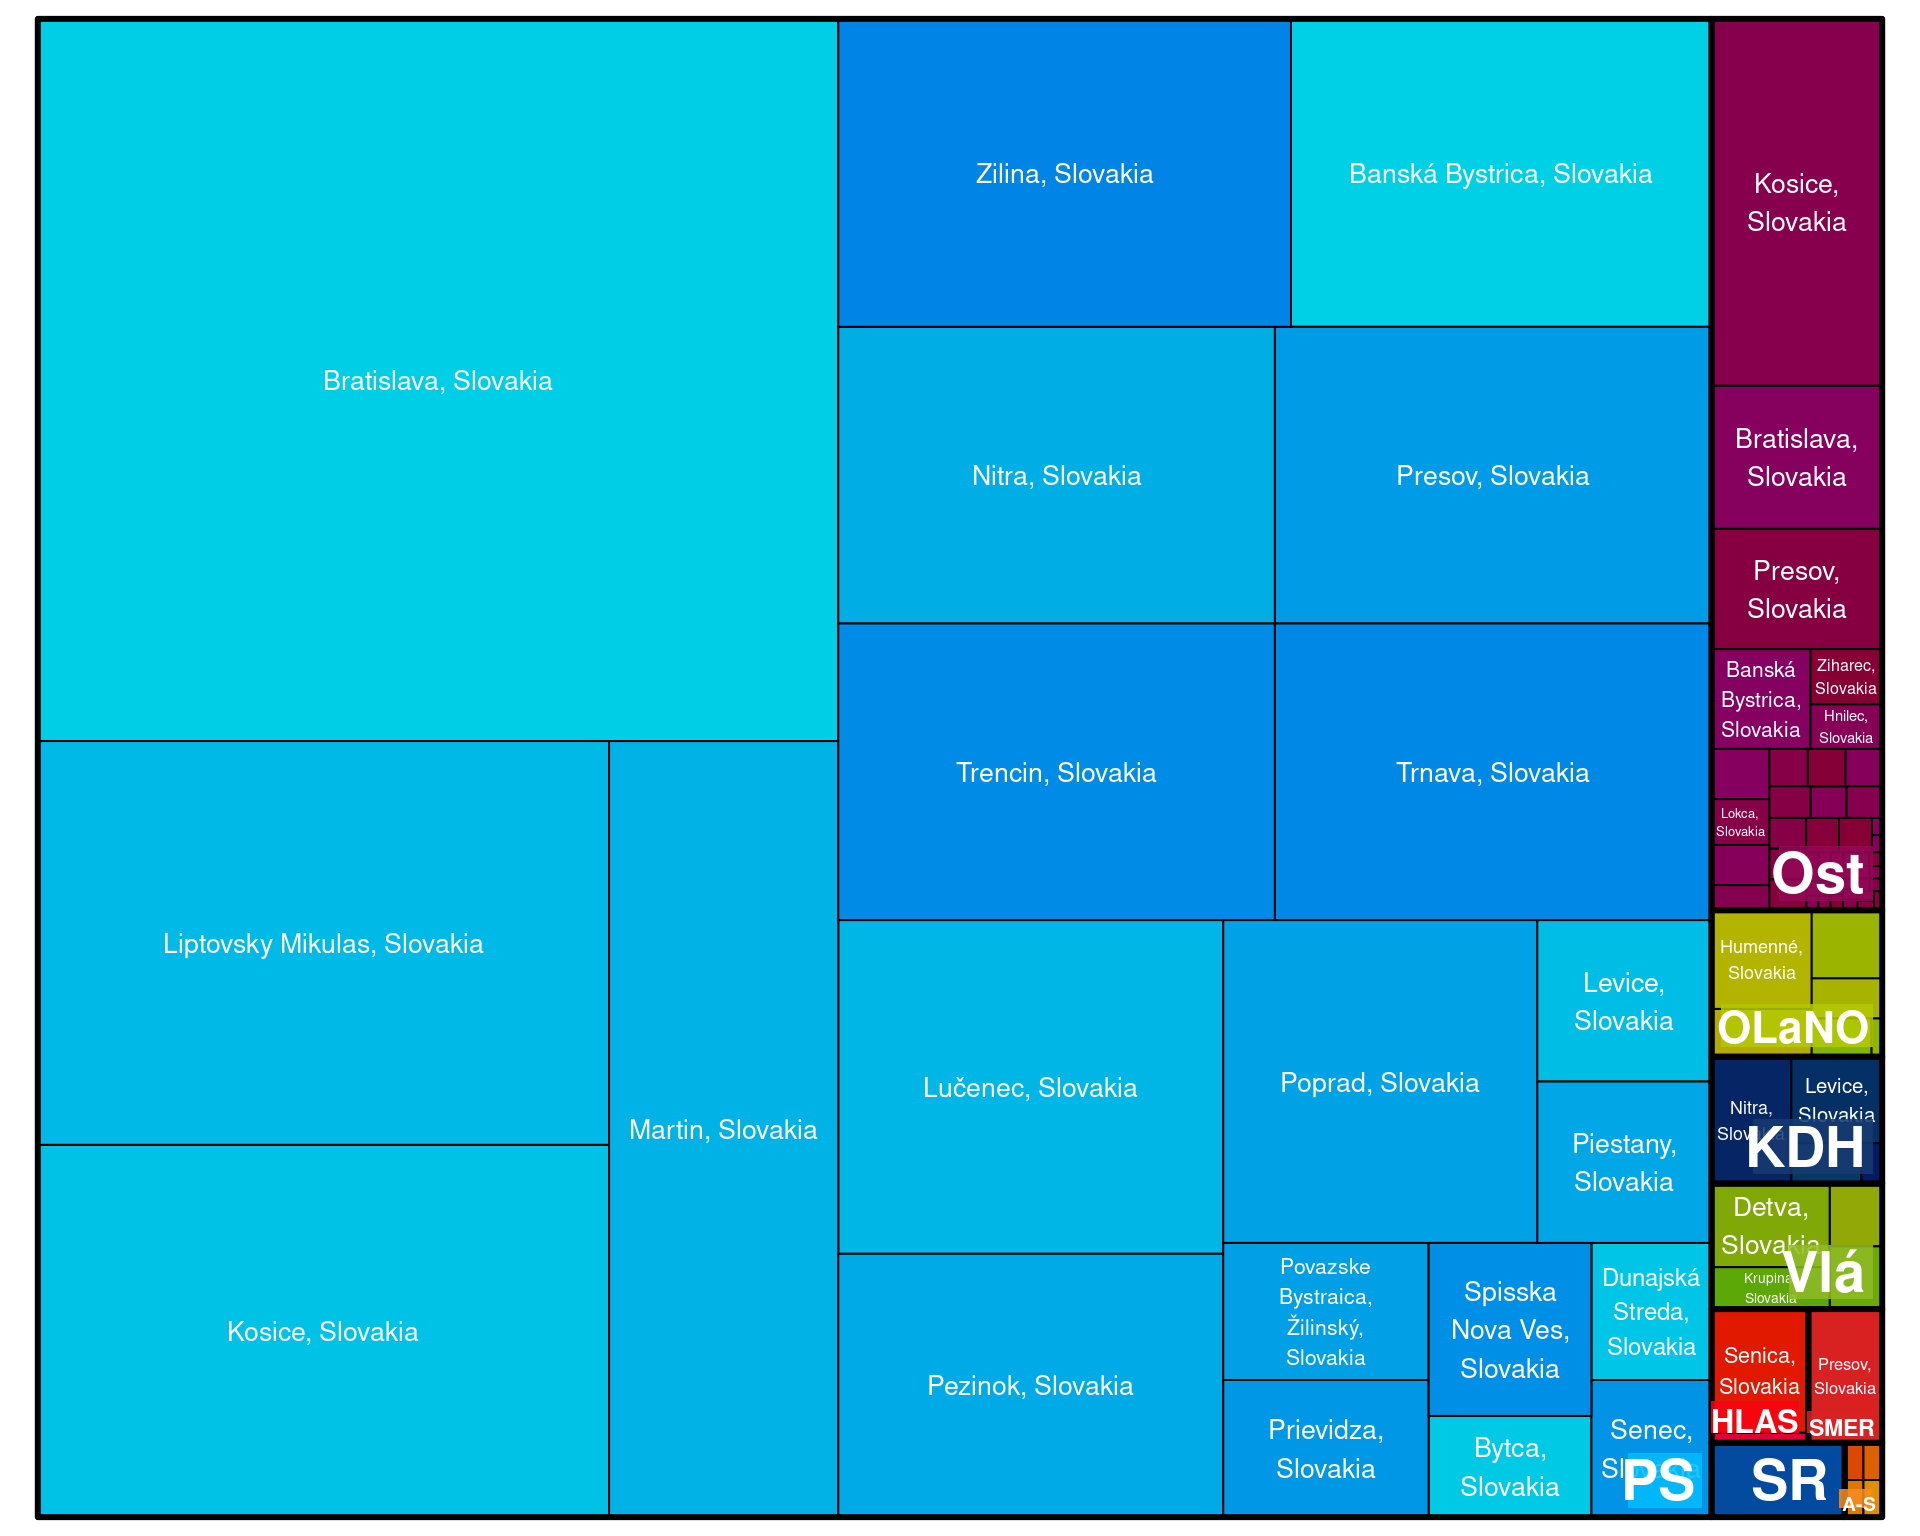 Bratislava, Slovakia
Liptovsky Mikulas, Slovakia
Kosice, Slovakia
Martin, Slovakia
Zilina, Slovakia
Banská Bystrica, Slovakia
Nitra, Slovakia
Presov, Slovakia
Trencin, Slovakia
Trnava, Slovakia
Lučenec, Slovakia
Pezinok, Slovakia
Poprad, Slovakia
Levice,
Slovakia
Piestany,
Slovakia
Povazske
Bystraica,
Žilinský,
Slovakia
Prievidza,
Slovakia
Spisska
Nova Ves,
Slovakia
Bytca,
Slovakia
Dunajská
Streda,
Slovakia
Senec,
Slovakia
PS
Kosice,
Slovakia
Bratislava,
Slovakia
Presov,
Slovakia
Banská
Bystrica,
Slovakia
Ziharec,
Slovakia
Hnilec,
Slovakia
Lokca,
Slovakia
Ost
Humenné,
Slovakia
OLaNO
Nitra,
Slovakia
Levice,
Slovakia
KDH
Detva,
Slovakia
Krupina,
Slovakia
Vlá
Senica,
Slovakia
HLAS
Presov,
Slovakia
SMER
SR
A-S